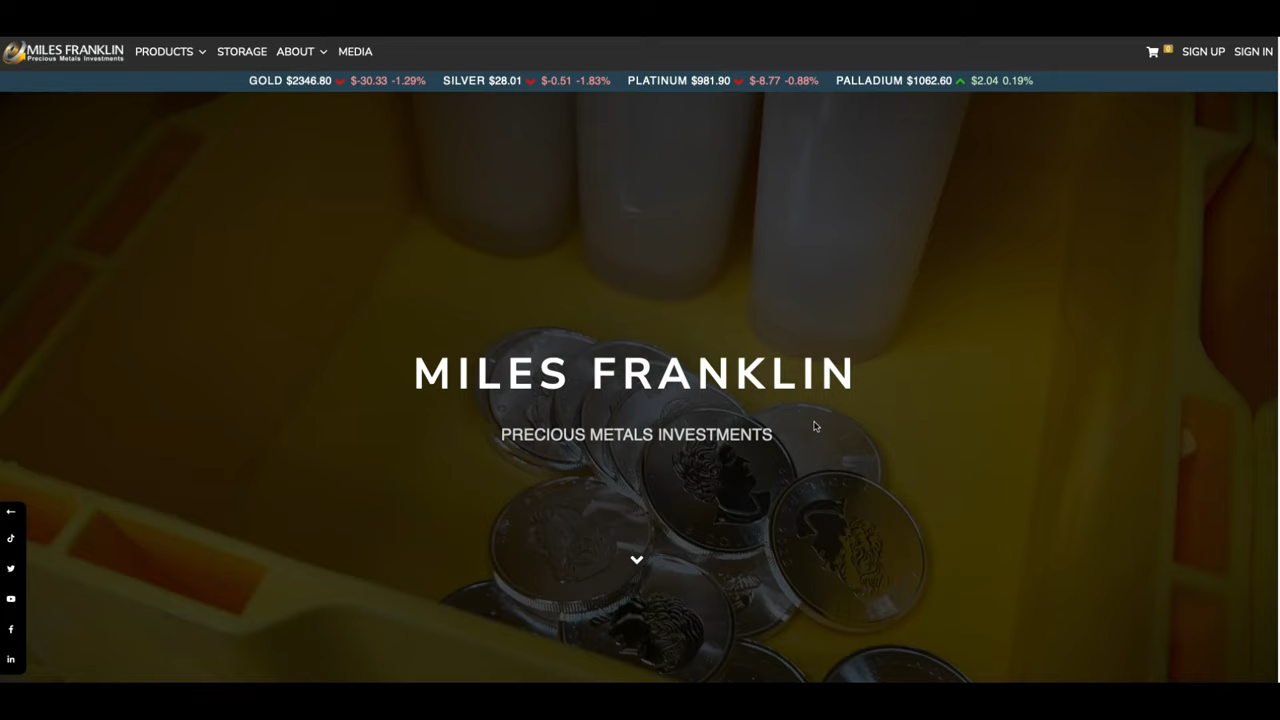 MILES FRANKLIN
Precious Metals Investments
PRODUCTS STORAGE ABOUT MEDIA
0 SIGN UP SIGN IN
GOLD $2346.80 $-30.33 -1.29% SILVER $28.01 $-0.51 -1.83% PLATINUM $981.90 $-8.77 -0.88% PALLADIUM $1062.60 $2.04 0.19%
MILES FRANKLIN
PRECIOUS METALS INVESTMENTS